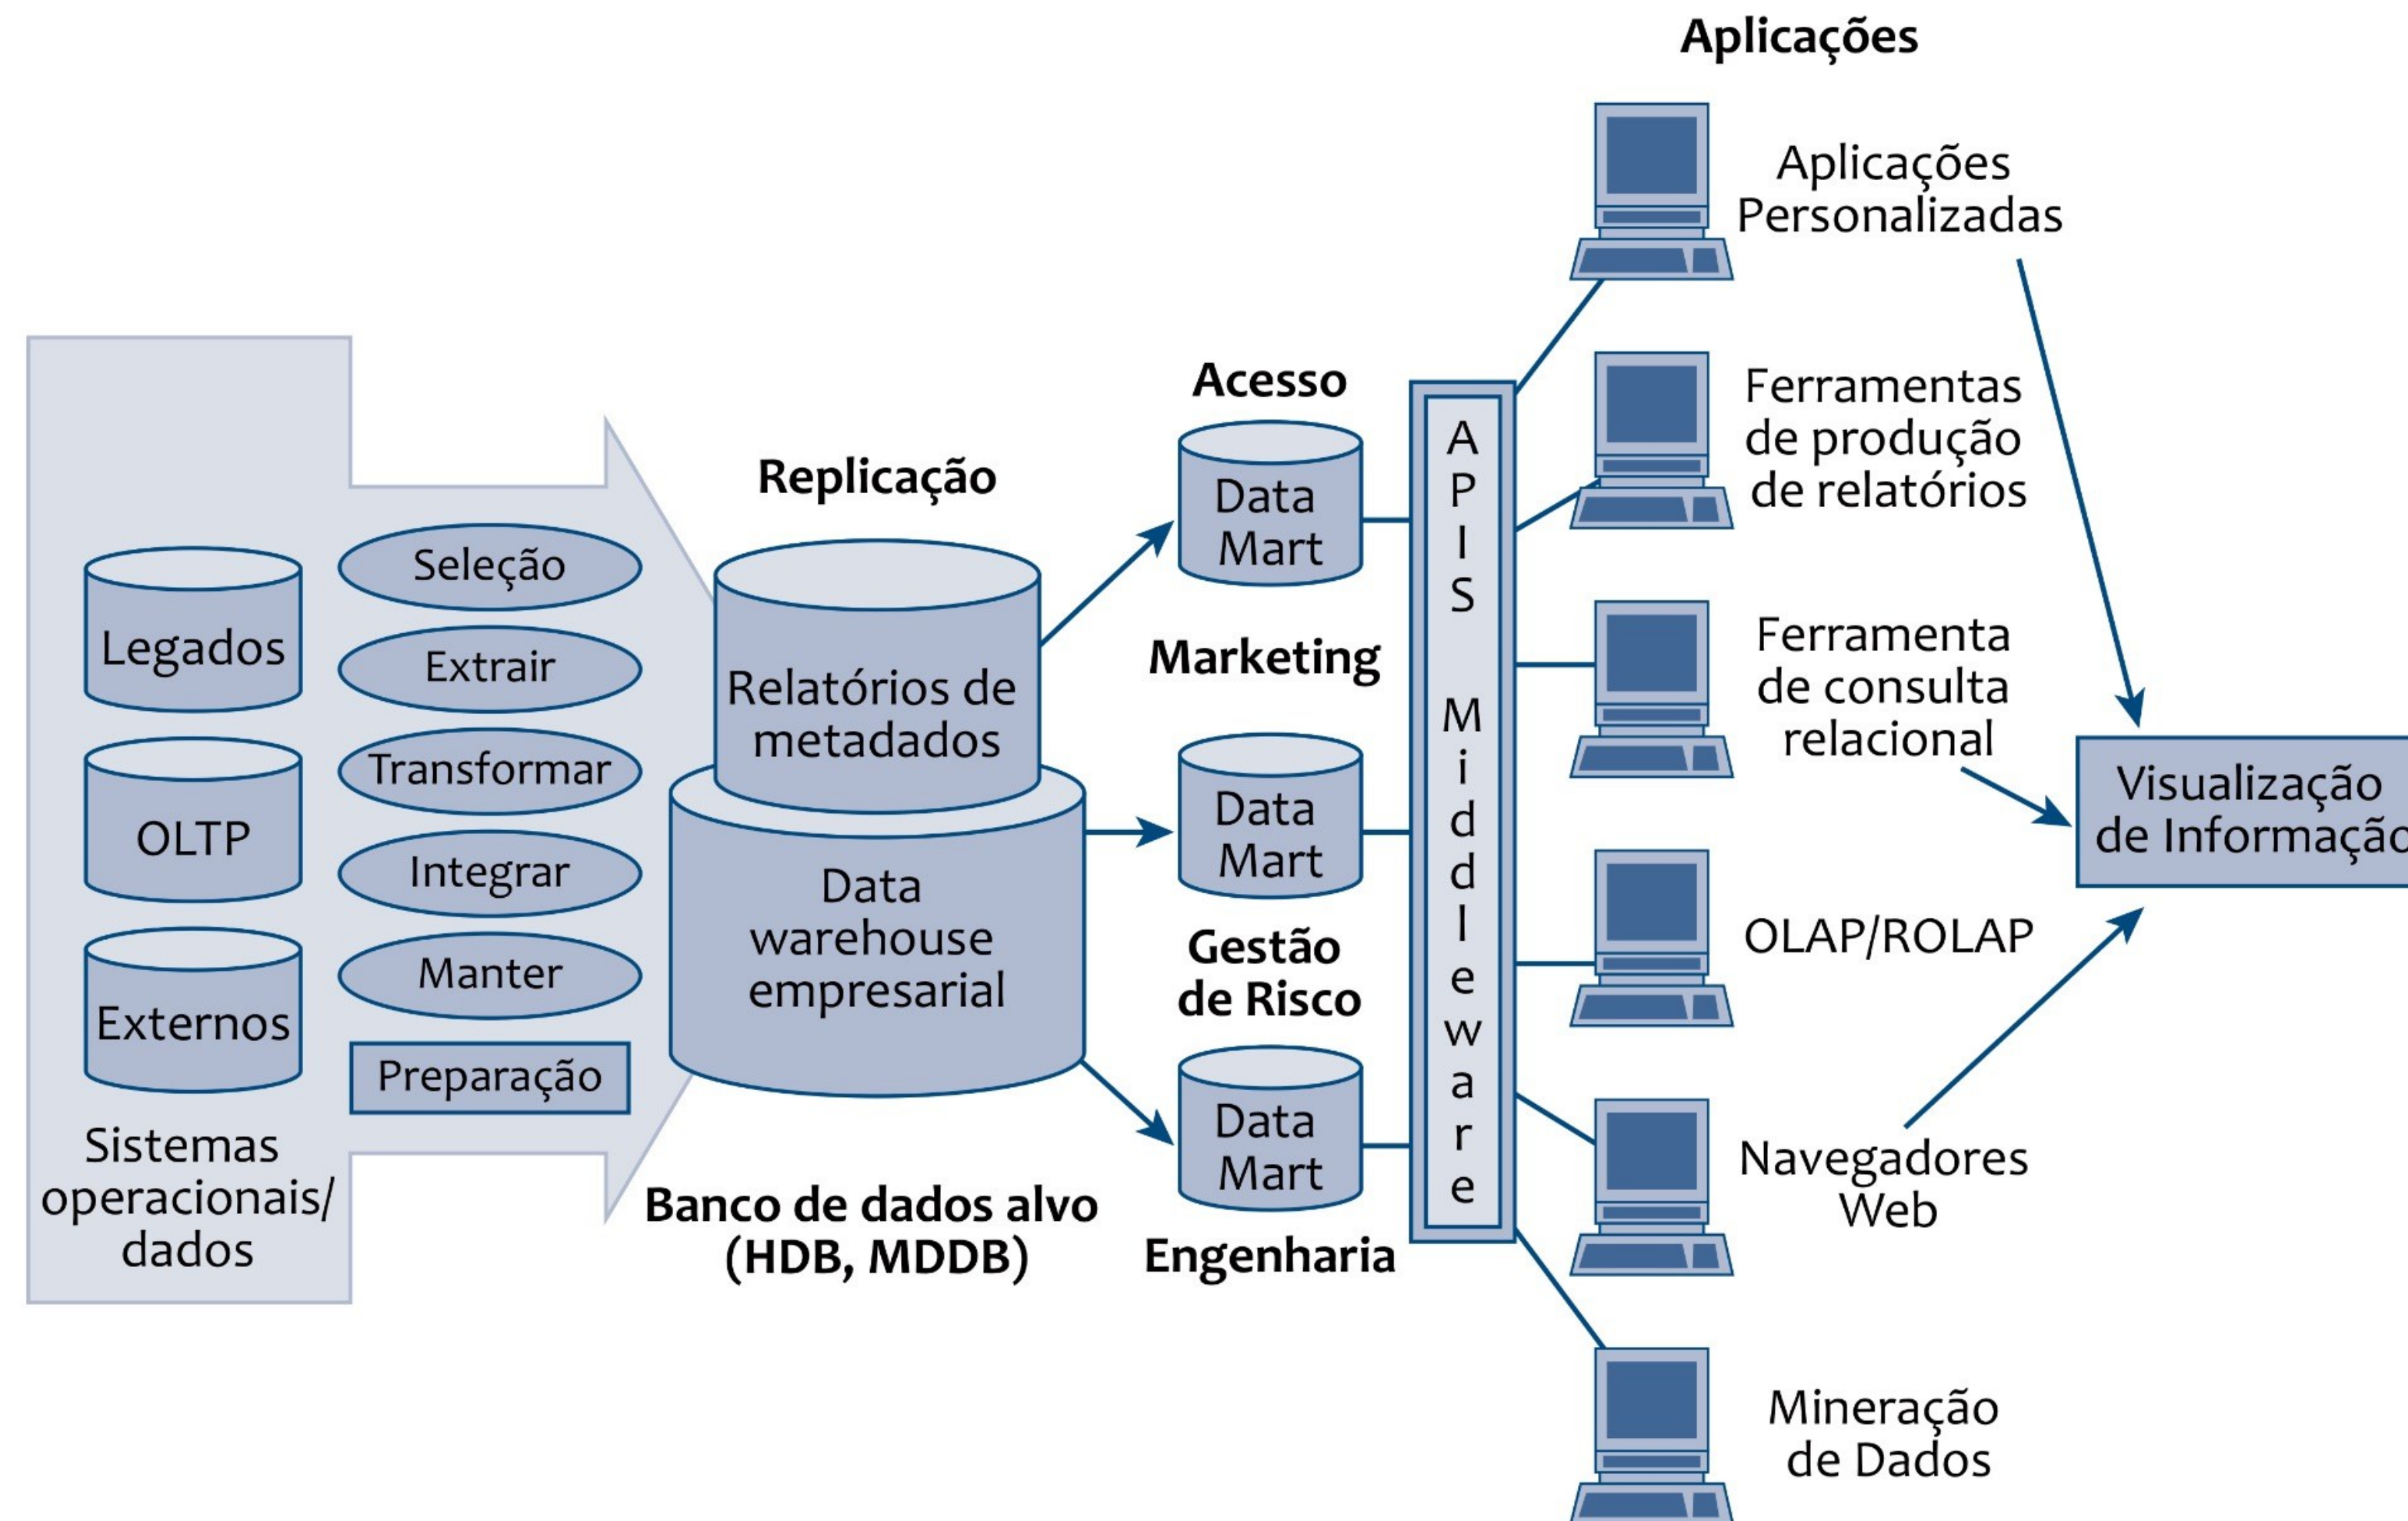 Aplicações
Legados
OLTP
Externos
Sistemas
operacionais/
dados
Seleção
Extrair
Transformar
Integrar
Manter
Preparação
Replicação
Relatórios de
metadados
Data
warehouse
empresarial
Banco de dados alvo
(HDB, MDDB)
Acesso
Data
Mart
Marketing
Data
Mart
Gestão
de Risco
Data
Mart
Engenharia
APIS
Middleware
Aplicações
Personalizadas
Ferramentas
de produção
de relatórios
Ferramenta
de consulta
relacional
OLAP/ROLAP
Navegadores
Web
Mineração
de Dados
Visualização
de Informação